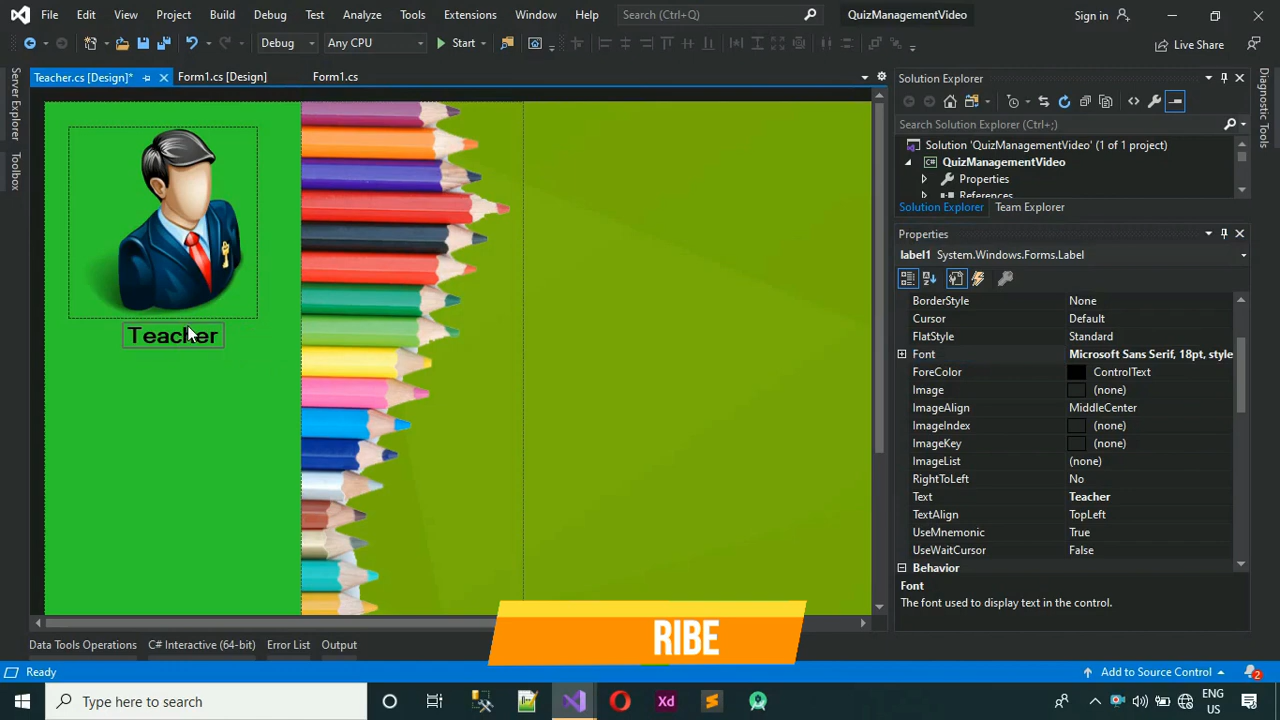 File Edit View Project Build Debug Test Analyze Tools Extensions Window Help Search (Ctrl+;) QuizManagementVideo Sign in
Debug Any CPU Start Live Share
Server Explorer
Toolbox
Teacher.cs [Design]* Form1.cs [Design] Form1.cs
Teacher
Solution Explorer
Search Solution Explorer (Ctrl+;)
Solution 'QuizManagementVideo' (1 of 1 project)
QuizManagementVideo
Properties
References
Solution Explorer Team Explorer
Properties
label1 System.Windows.Forms.Label
BorderStyle None
Cursor Default
FlatStyle Standard
Font Microsoft Sans Serif, 18pt, style
ForeColor ControlText
Image (none)
ImageAlign MiddleCenter
ImageIndex (none)
ImageKey (none)
ImageList (none)
RightToLeft No
Text Teacher
TextAlign TopLeft
UseMnemonic True
UseWaitCursor False
Behavior
Font
The font used to display text in the control.
Diagnostic Tools
RIBE
Data Tools Operations C# Interactive (64-bit) Error List Output
Ready Add to Source Control 2
Type here to search Xd ENG
US